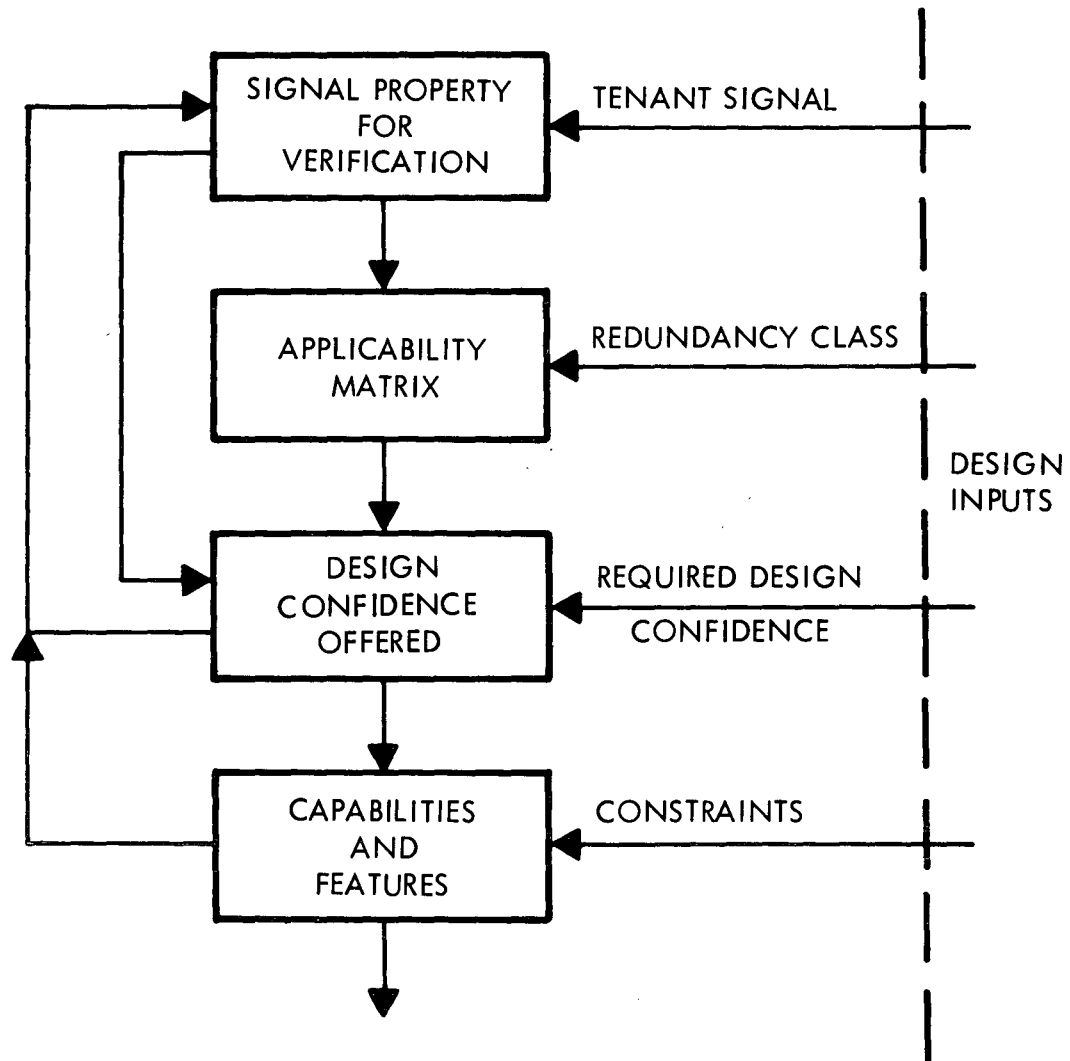 SIGNAL PROPERTY
FOR
VERIFICATION
TENANT SIGNAL
APPLICABILITY
MATRIX
REDUNDANCY CLASS
DESIGN
INPUTS
DESIGN
CONFIDENCE
OFFERED
REQUIRED DESIGN
CONFIDENCE
CAPABILITIES
AND
FEATURES
CONSTRAINTS